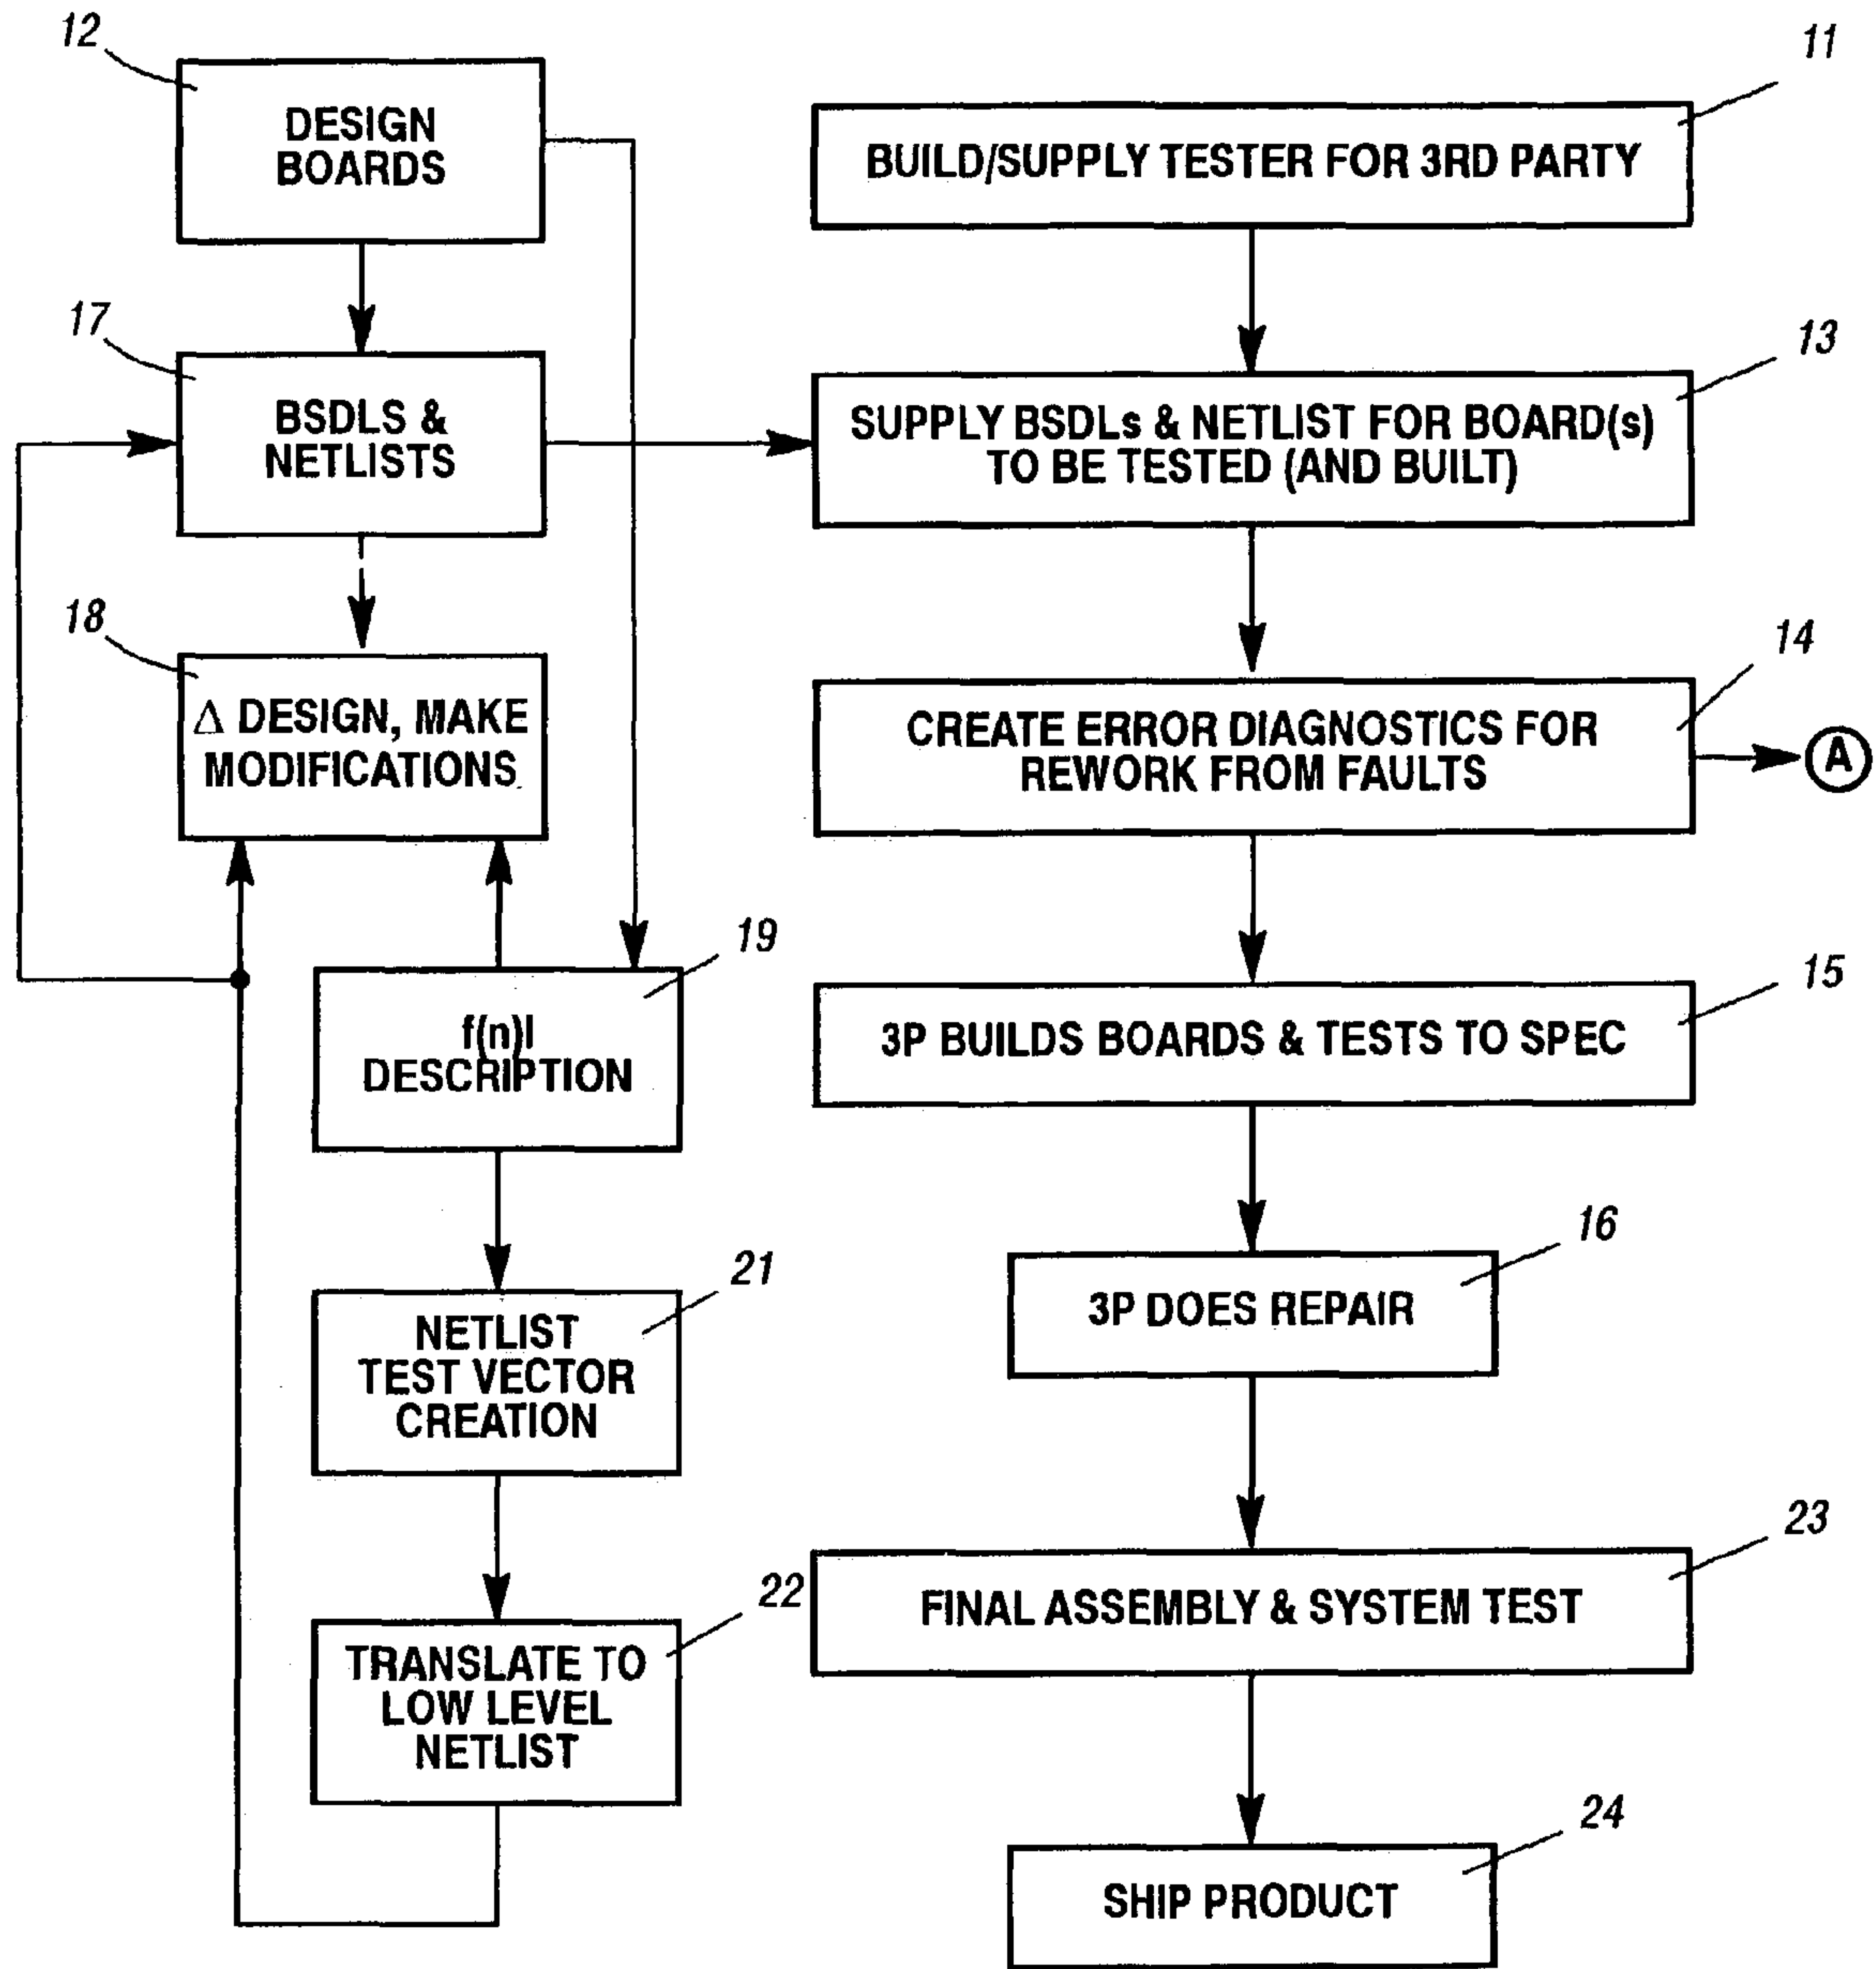 12
DESIGN
BOARDS
11
BUILD/SUPPLY TESTER FOR 3RD PARTY
17
BSDLS &
NETLISTS
13
SUPPLY BSDLs & NETLIST FOR BOARD(s)
TO BE TESTED (AND BUILT)
18
Δ DESIGN, MAKE
MODIFICATIONS
14
CREATE ERROR DIAGNOSTICS FOR
REWORK FROM FAULTS
A
19
f(n)l
DESCRIPTION
15
3P BUILDS BOARDS & TESTS TO SPEC
21
NETLIST
TEST VECTOR
CREATION
16
3P DOES REPAIR
22
TRANSLATE TO
LOW LEVEL
NETLIST
23
FINAL ASSEMBLY & SYSTEM TEST
24
SHIP PRODUCT